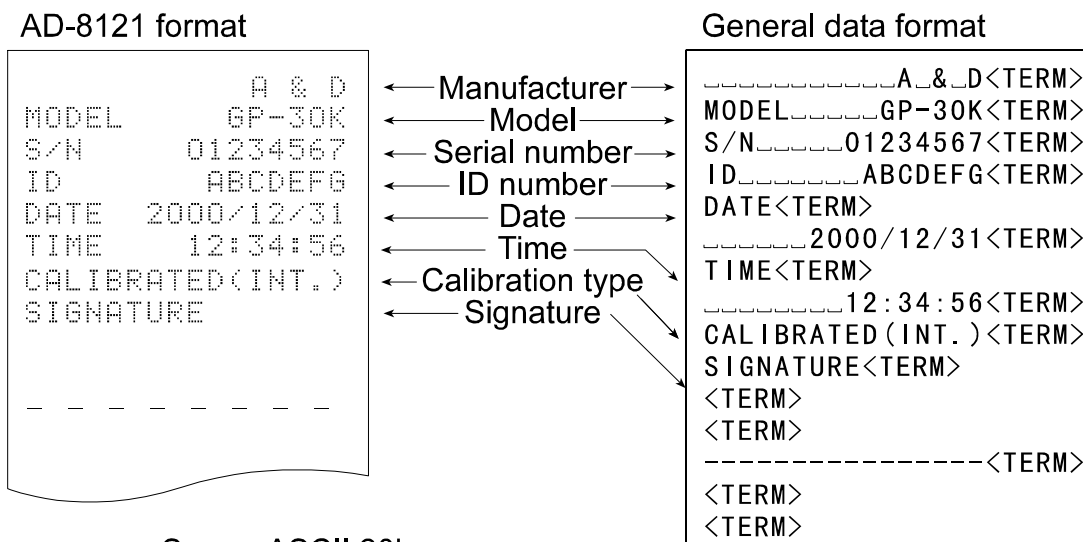 AD-8121 format
A & D
MODEL GP-30K
S/N 01234567
ID ABCDEFG
DATE 2000/12/31
TIME 12:34:56
CALIBRATED(INT.)
SIGNATURE
_ _ _ _ _ _ _ _
Manufacturer
Model
Serial number
ID number
Date
Time
Calibration type
Signature
General data format
␣␣␣␣␣␣␣␣␣␣␣A␣&␣D<TERM>
MODEL␣␣␣␣␣GP-30K<TERM>
S/N␣␣␣␣␣01234567<TERM>
ID␣␣␣␣␣␣␣ABCDEFG<TERM>
DATE<TERM>
␣␣␣␣␣␣2000/12/31<TERM>
TIME<TERM>
␣␣␣␣␣␣␣␣12:34:56<TERM>
CALIBRATED(INT.)<TERM>
SIGNATURE<TERM>
<TERM>
<TERM>
----------------<TERM>
<TERM>
<TERM>